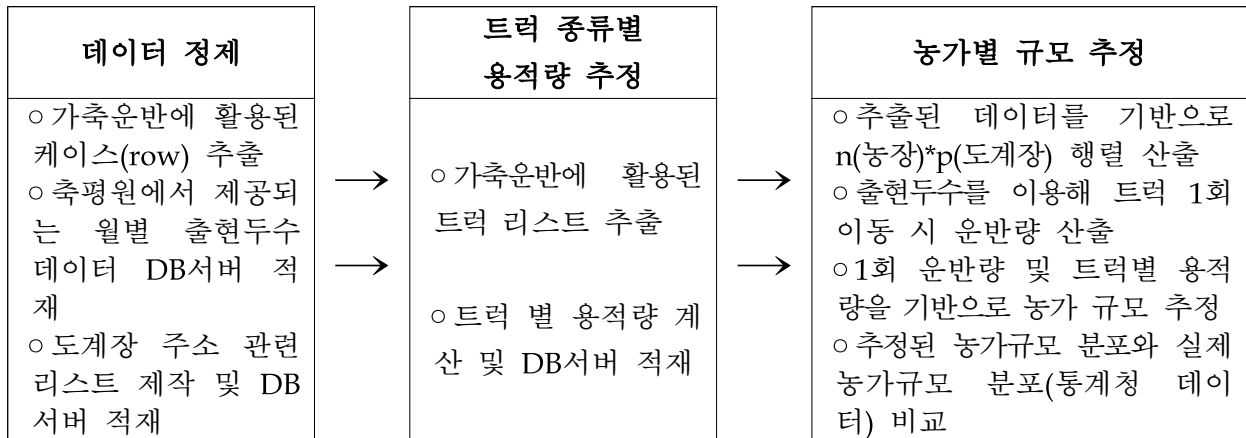 데이터 정제
○가축운반에 활용된
케이스(row) 추출
○축평원에서 제공되
는 월별 출현두수
데이터 DB서버 적
재
○도계장 주소 관련
리스트 제작 및 DB
서버 적재
→
→
트럭 종류별
용적량 추정
○가축운반에 활용된
트럭 리스트 추출
○트럭 별 용적량 계
산 및 DB서버 적재
→
→
농가별 규모 추정
○추출된 데이터를 기반으로
n(농장)*p(도계장) 행렬 산출
○출현두수를 이용해 트럭 1회
이동 시 운반량 산출
○1회 운반량 및 트럭별 용적
량을 기반으로 농가 규모 추정
○추정된 농가규모 분포와 실제
농가규모 분포(통계청 데이
터) 비교